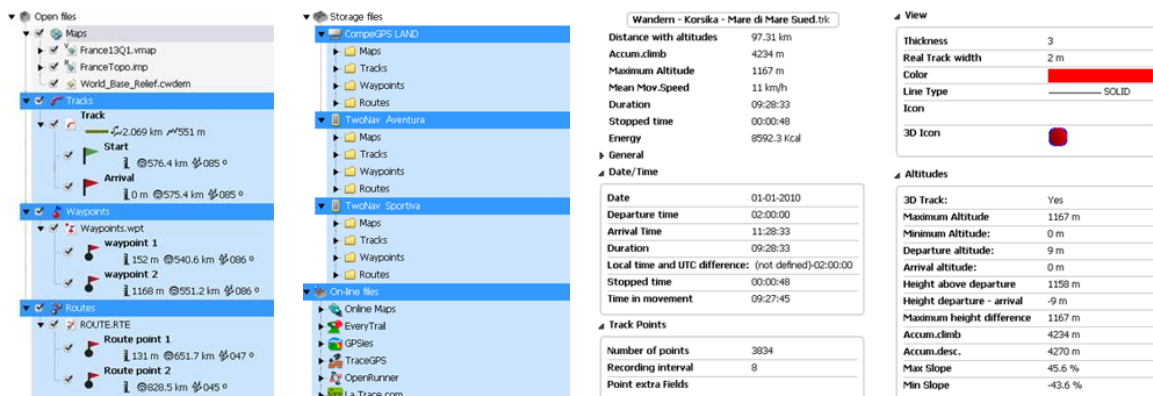 Open files
Maps
France13Q1.vmap
FranceTopo.imp
World_Base_Relief.cwdem
Tracks
Track
2.069 km 551 m
Start
576.4 km 085 º
Arrival
0 m 575.4 km 085 º
Waypoints
Waypoints.wpt
waypoint 1
152 m 540.6 km 086 º
waypoint 2
1168 m 551.2 km 086 º
Routes
ROUTE.RTE
Route point 1
131 m 651.7 km 047 º
Route point 2
828.5 km 045 º
Storage files
CompeGPS LAND
Maps
Tracks
Waypoints
Routes
TwoNav Aventura
Maps
Tracks
Waypoints
Routes
TwoNav Sportiva
Maps
Tracks
Waypoints
Routes
On-line files
Online Maps
EveryTrail
GPSies
TraceGPS
OpenRunner
La Trace.com
Wandern - Korsika - Mare di Mare Sued.trk
Distance with altitudes 97.31 km
Accum.climb 4234 m
Maximum Altitude 1167 m
Mean Mov.Speed 11 km/h
Duration 09:28:33
Stopped time 00:00:48
Energy 8592.3 Kcal
General
Date/Time
Date 01-01-2010
Departure time 02:00:00
Arrival Time 11:28:33
Duration 09:28:33
Local time and UTC difference: (not defined)-02:00:00
Stopped time 00:00:48
Time in movement 09:27:45
Track Points
Number of points 3834
Recording interval 8
Point extra Fields
View
Thickness 3
Real Track width 2 m
Color
Line Type SOLID
Icon
3D Icon
Altitudes
3D Track: Yes
Maximum Altitude 1167 m
Minimum Altitude: 0 m
Departure altitude: 9 m
Arrival altitude: 0 m
Height above departure 1158 m
Height departure - arrival -9 m
Maximum height difference 1167 m
Accum.climb 4234 m
Accum.desc. 4270 m
Max Slope 45.6 %
Min Slope -43.6 %